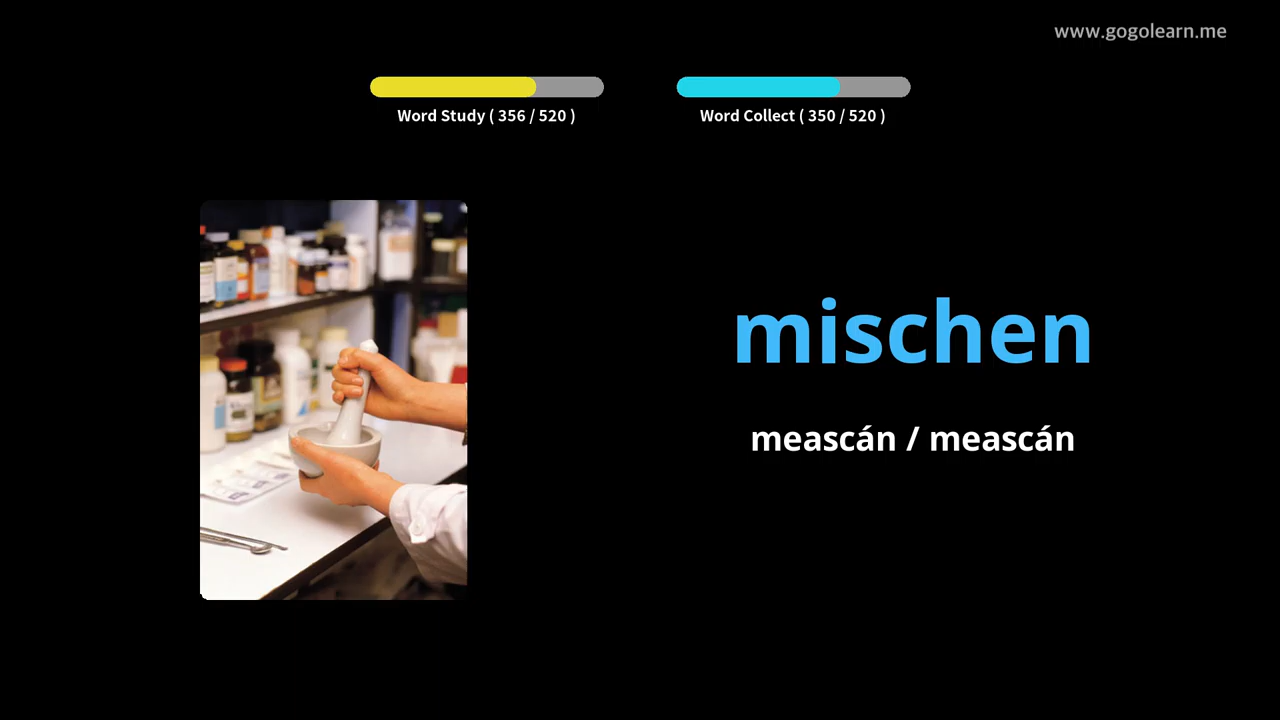 www.gogolearn.me
Word Study ( 356 / 520 )
Word Collect ( 350 / 520 )
mischen
meascán / meascán